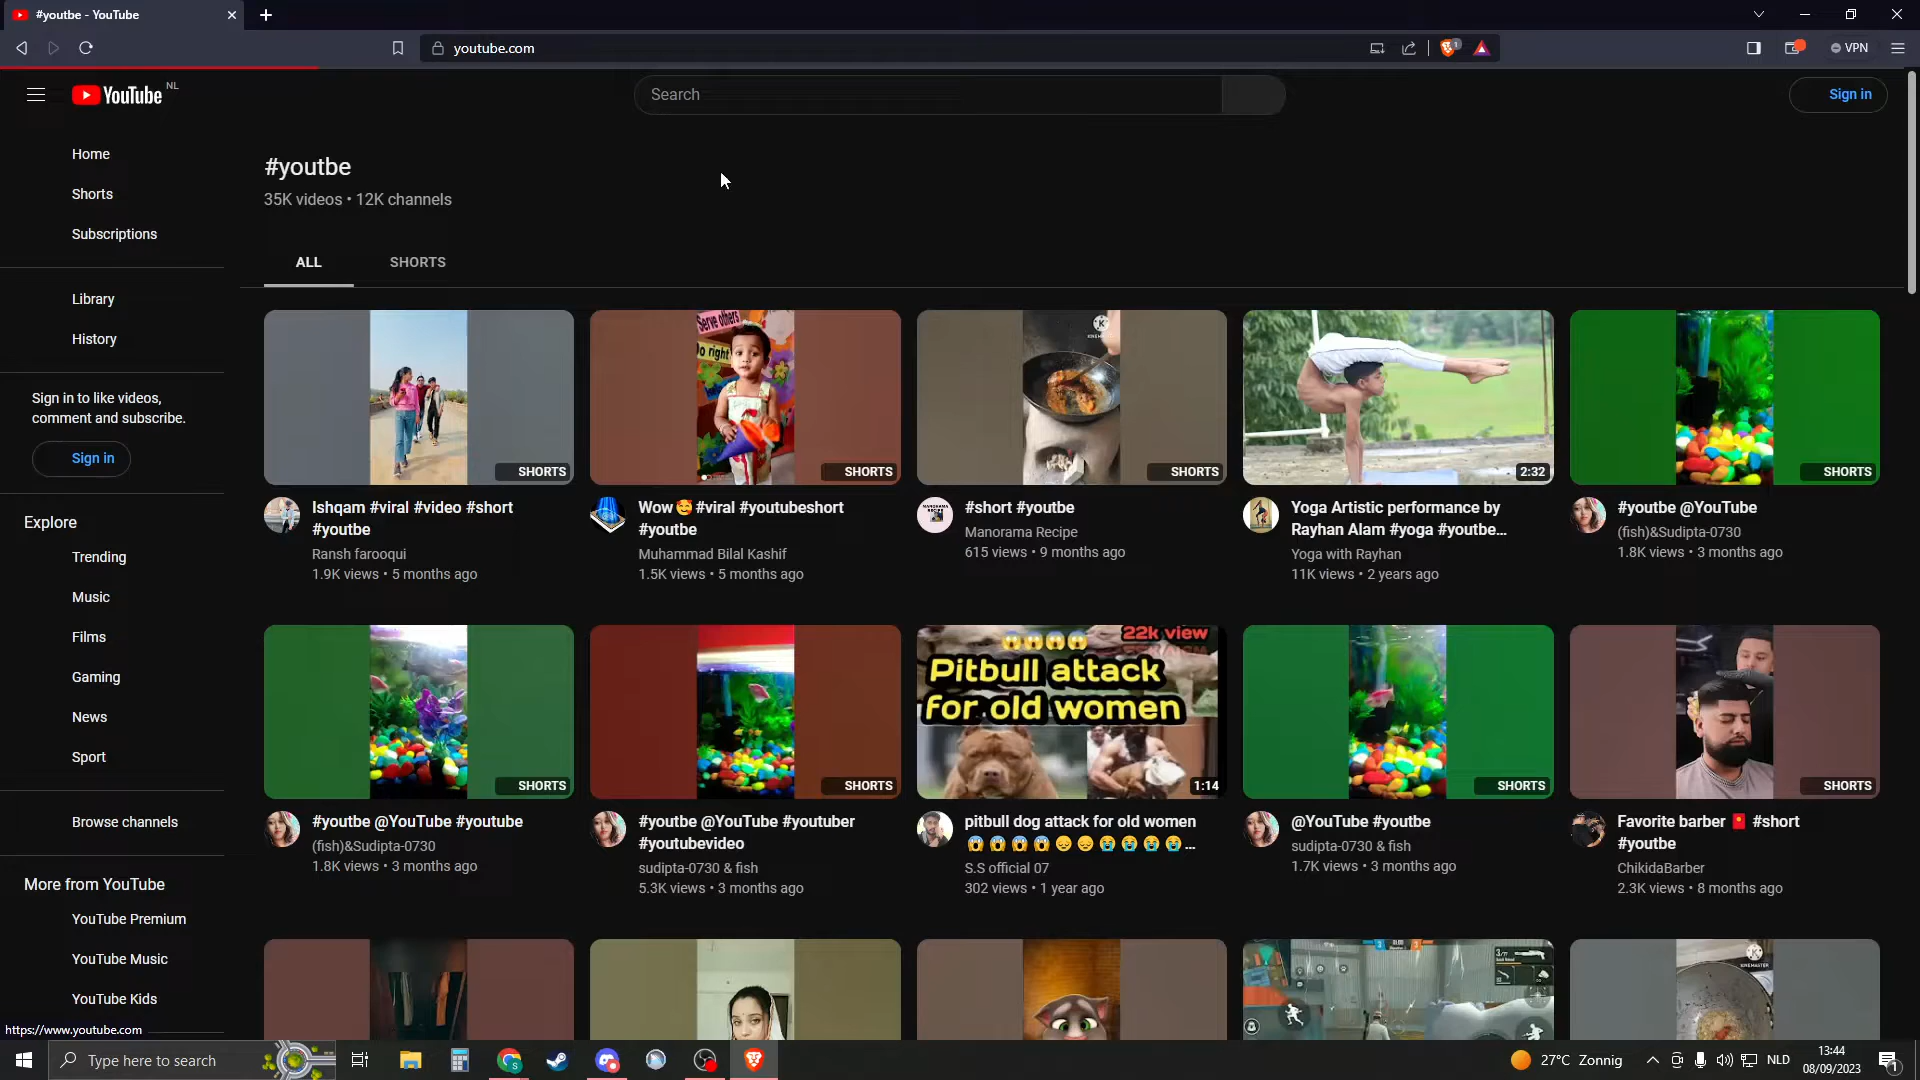 #youtbe - YouTube
youtube.com
VPN
YouTube NL
Search
Sign in
Home
Shorts
Subscriptions
Library
History
Sign in to like videos,
comment and subscribe.
Sign in
Explore
Trending
Music
Films
Gaming
News
Sport
Browse channels
More from YouTube
YouTube Premium
YouTube Music
YouTube Kids
https://www.youtube.com
#youtbe
35K videos • 12K channels
ALL
SHORTS
SHORTS
Ishqam #viral #video #short
#youtbe
Ransh farooqui
1.9K views • 5 months ago
Serve others
Do right
SHORTS
Wow🥰#viral #youtubeshort
#youtbe
Muhammad Bilal Kashif
1.5K views • 5 months ago
SHORTS
#short #youtbe
Manorama Recipe
615 views • 9 months ago
2:32
Yoga Artistic performance by
Rayhan Alam #yoga #youtbe...
Yoga with Rayhan
11K views • 2 years ago
SHORTS
#youtbe @YouTube
(fish)&Sudipta-0730
1.8K views • 3 months ago
SHORTS
#youtbe @YouTube #youtube
(fish)&Sudipta-0730
1.8K views • 3 months ago
SHORTS
#youtbe @YouTube #youtuber
#youtubevideo
sudipta-0730 & fish
5.3K views • 3 months ago
22k view
Pitbull attack
for old women
1:14
pitbull dog attack for old women
😱😱😱😱😔😔😭😭😭😭...
S.S official 07
302 views • 1 year ago
SHORTS
@YouTube #youtbe
sudipta-0730 & fish
1.7K views • 3 months ago
SHORTS
Favorite barber 🧧 #short
#youtbe
ChikidaBarber
2.3K views • 8 months ago
KINEMASTER
Type here to search
27°C Zonnig
NLD
13:44
08/09/2023
1